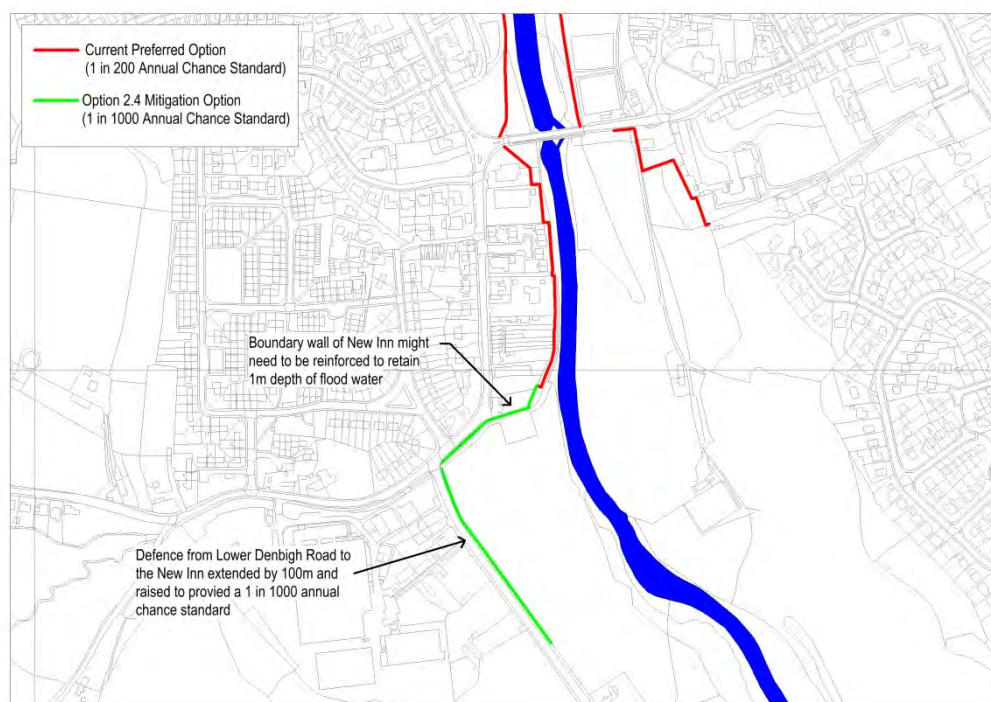 Current Preferred Option
(1 in 200 Annual Chance Standard)
Option 2.4 Mitigation Option
(1 in 1000 Annual Chance Standard)
Boundary wall of New Inn might
need to be reinforced to retain
1m depth of flood water
Defence from Lower Denbigh Road to
the New Inn extended by 100m and
raised to provied a 1 in 1000 annual
chance standard